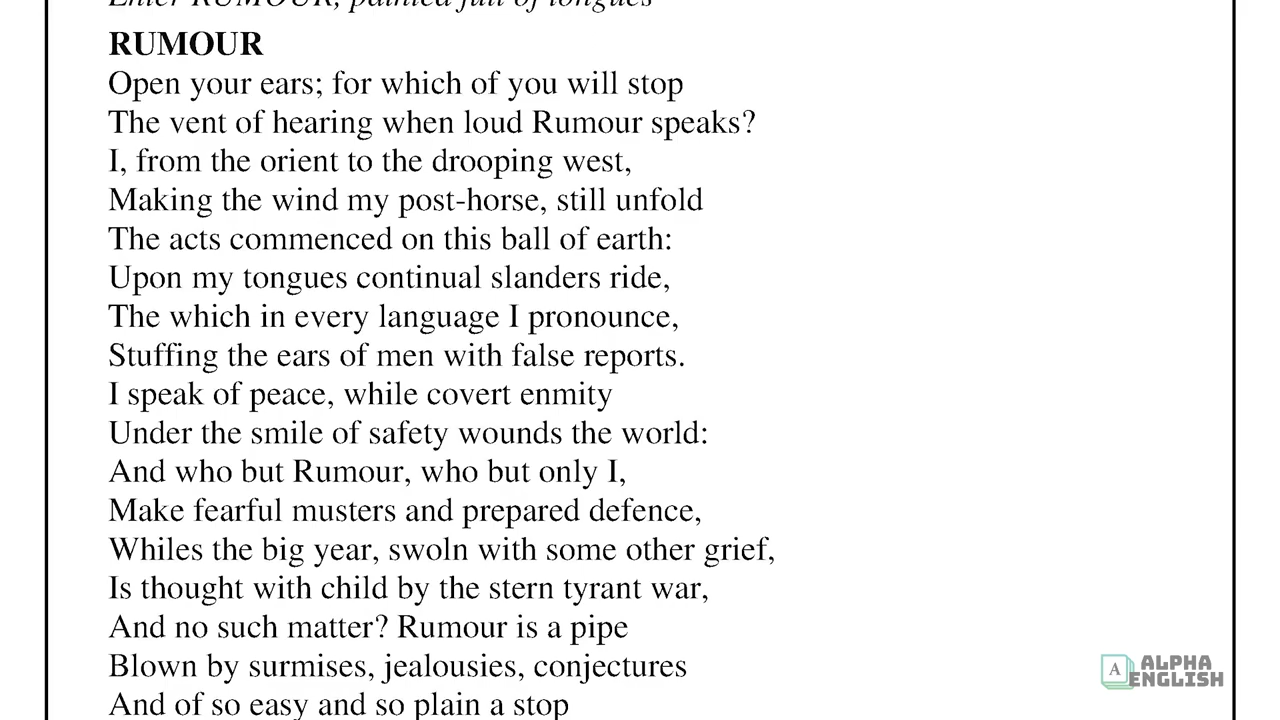 Enter RUMOUR, painted full of tongues
RUMOUR
Open your ears; for which of you will stop
The vent of hearing when loud Rumour speaks?
I, from the orient to the drooping west,
Making the wind my post-horse, still unfold
The acts commenced on this ball of earth:
Upon my tongues continual slanders ride,
The which in every language I pronounce,
Stuffing the ears of men with false reports.
I speak of peace, while covert enmity
Under the smile of safety wounds the world:
And who but Rumour, who but only I,
Make fearful musters and prepared defence,
Whiles the big year, swoln with some other grief,
Is thought with child by the stern tyrant war,
And no such matter? Rumour is a pipe
Blown by surmises, jealousies, conjectures
And of so easy and so plain a stop
A ALPHA
ENGLISH